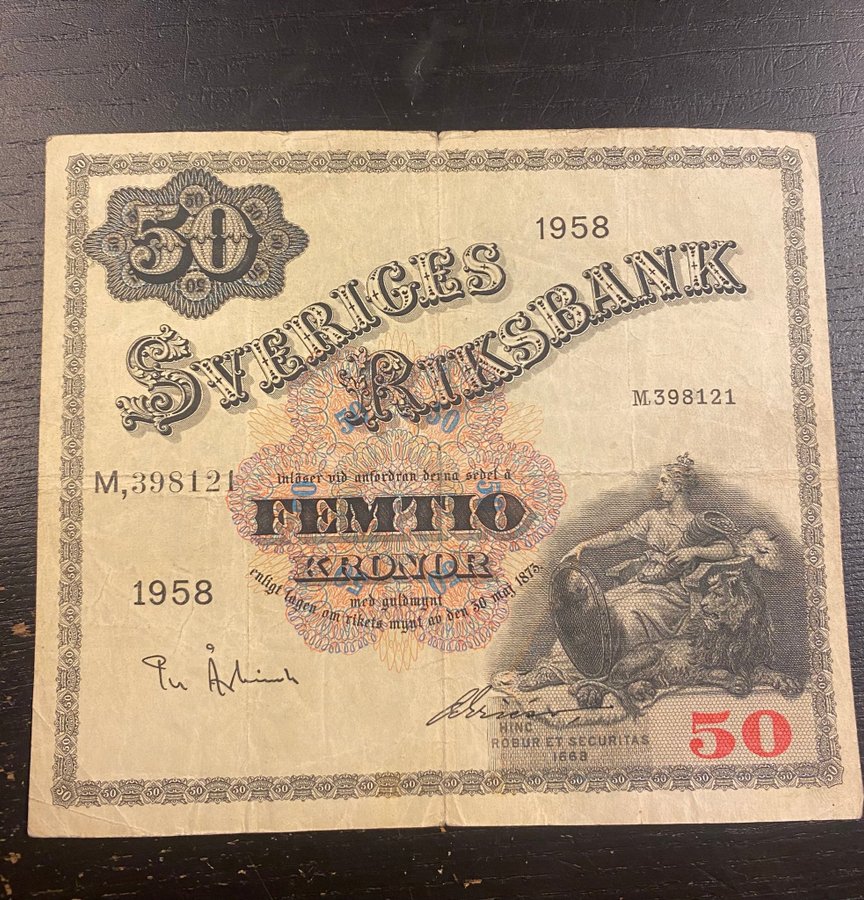 50
1958
SVERIGES
RIKSBANK
M.398121
M,398121
inlöser vid anfordran denna sedel å
FEMTIO
KRONOR
med guldmynt
enligt lagen om rikets mynt av den 30 maj 1873.
1958
HINC
ROBUR ET SECURITAS
1668
50